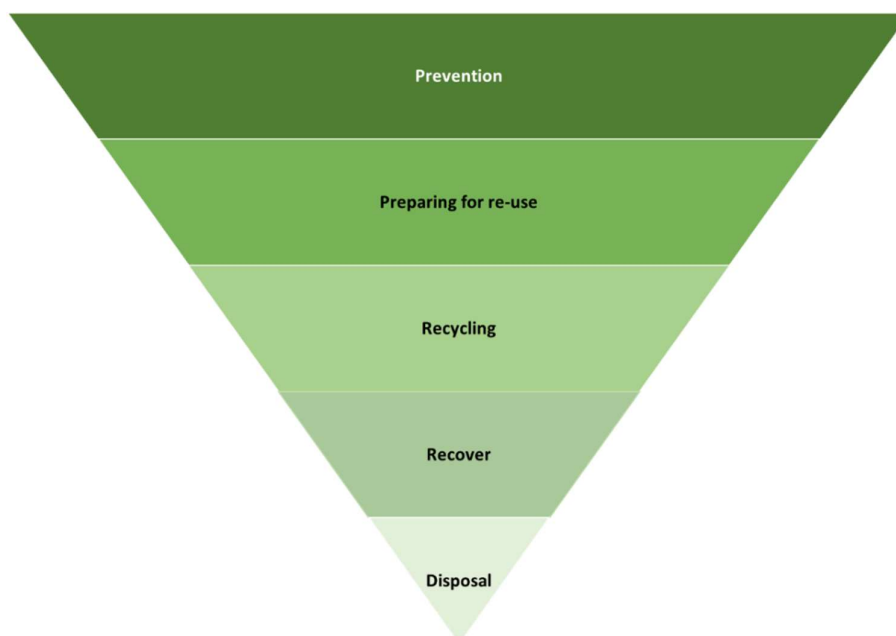 Prevention
Preparing for re-use
Recycling
Recover
Disposal